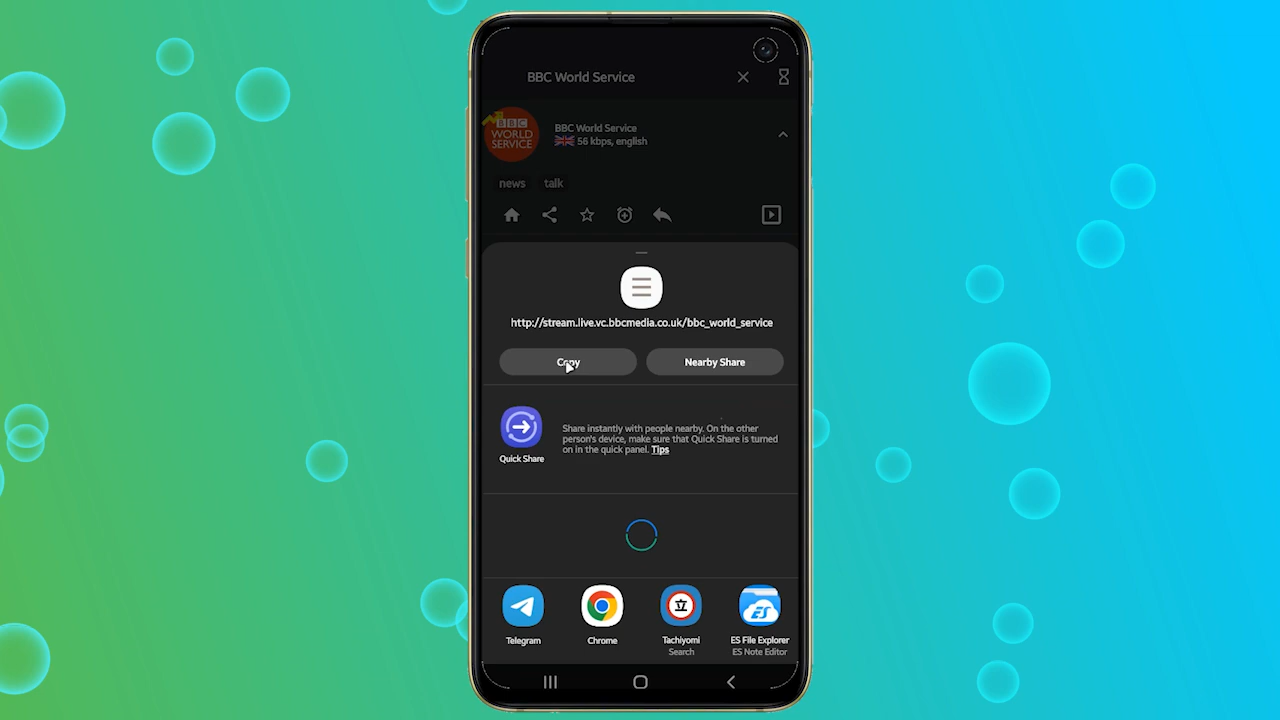 BBC World Service
BBC
WORLD
SERVICE
BBC World Service
56 kbps, english
news talk
http://stream.live.vc.bbcmedia.co.uk/bbc_world_service
Copy
Nearby Share
Share instantly with people nearby. On the other
person's device, make sure that Quick Share is turned
on in the quick panel. Tips
Quick Share
立
ES
Telegram
Chrome
Tachiyomi
Search
ES File Explorer
ES Note Editor